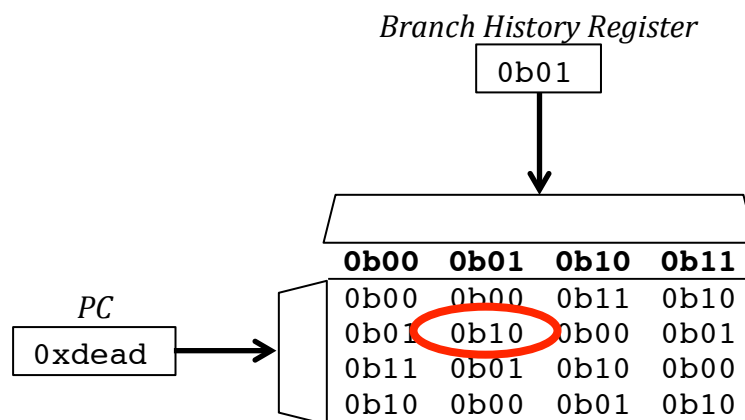 Branch History Register
0b01
0b00 0b01 0b10 0b11
0b00 0b00 0b11 0b10
PC
0b01 0b10 0b00 0b01
0xdead
0b11 0b01 0b10 0b00
0b10 0b00 0b01 0b10